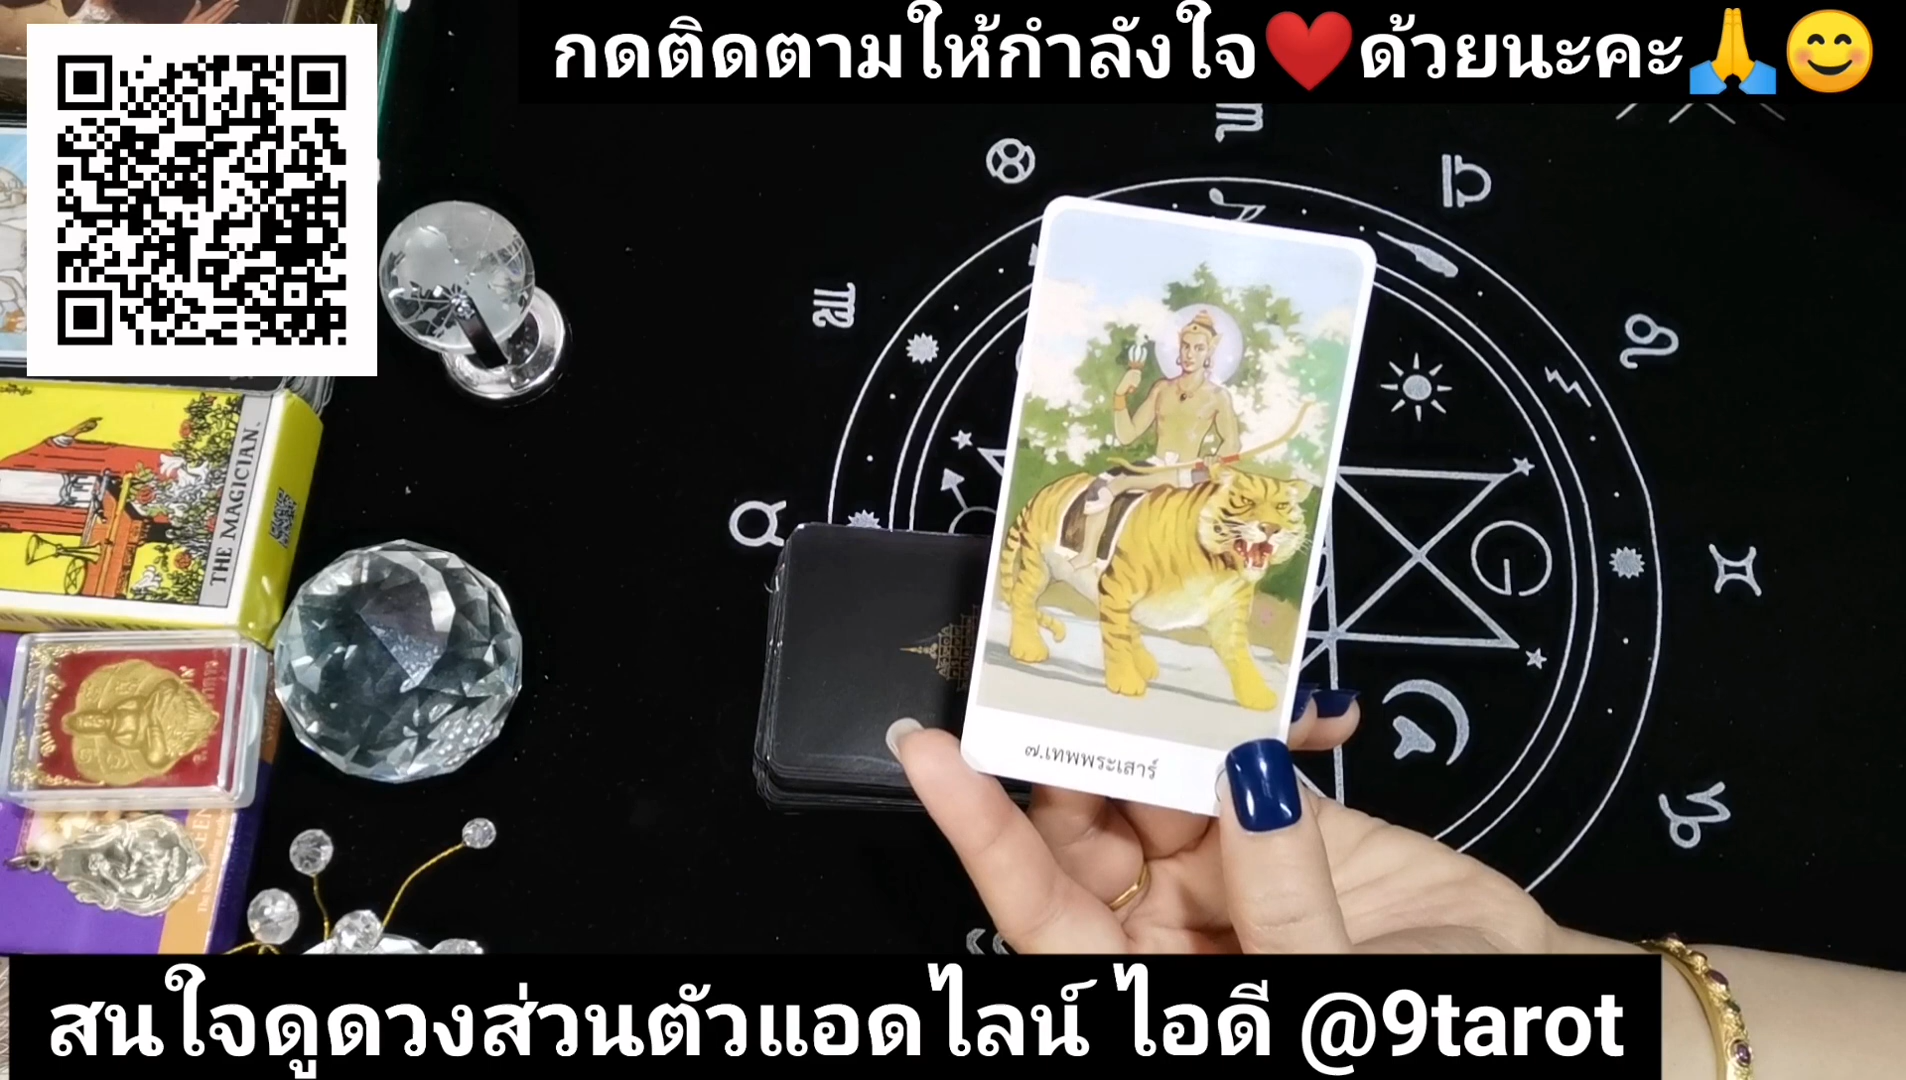 กดติดตามให้กำลังใจ❤️ด้วยนะคะ🙏😊
THE MAGICIAN.
๗.เทพพระเสาร์
สนใจดูดวงส่วนตัวแอดไลน์ ไอดี @9tarot